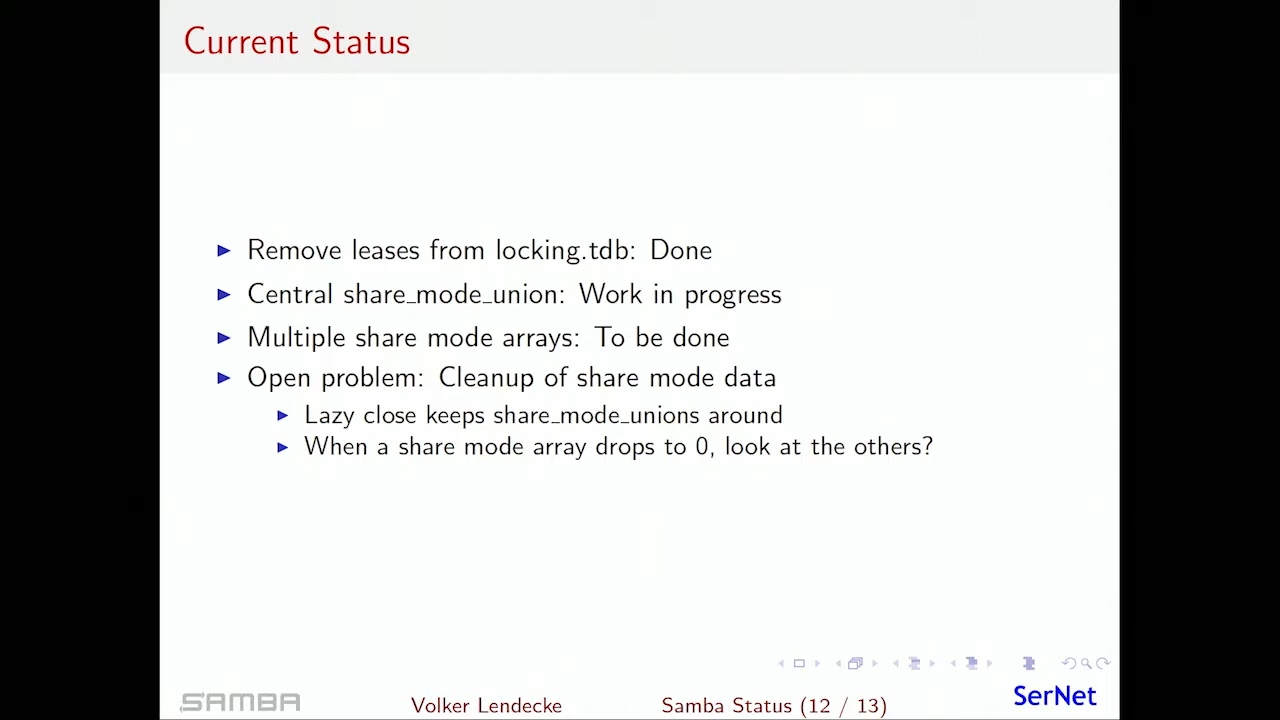 Current Status
Remove leases from locking.tdb: Done
Central share_mode_union: Work in progress
Multiple share mode arrays: To be done
Open problem: Cleanup of share mode data
Lazy close keeps share_mode_unions around
When a share mode array drops to 0, look at the others?
SAMBA
Volker Lendecke
Samba Status (12 / 13)
SerNet